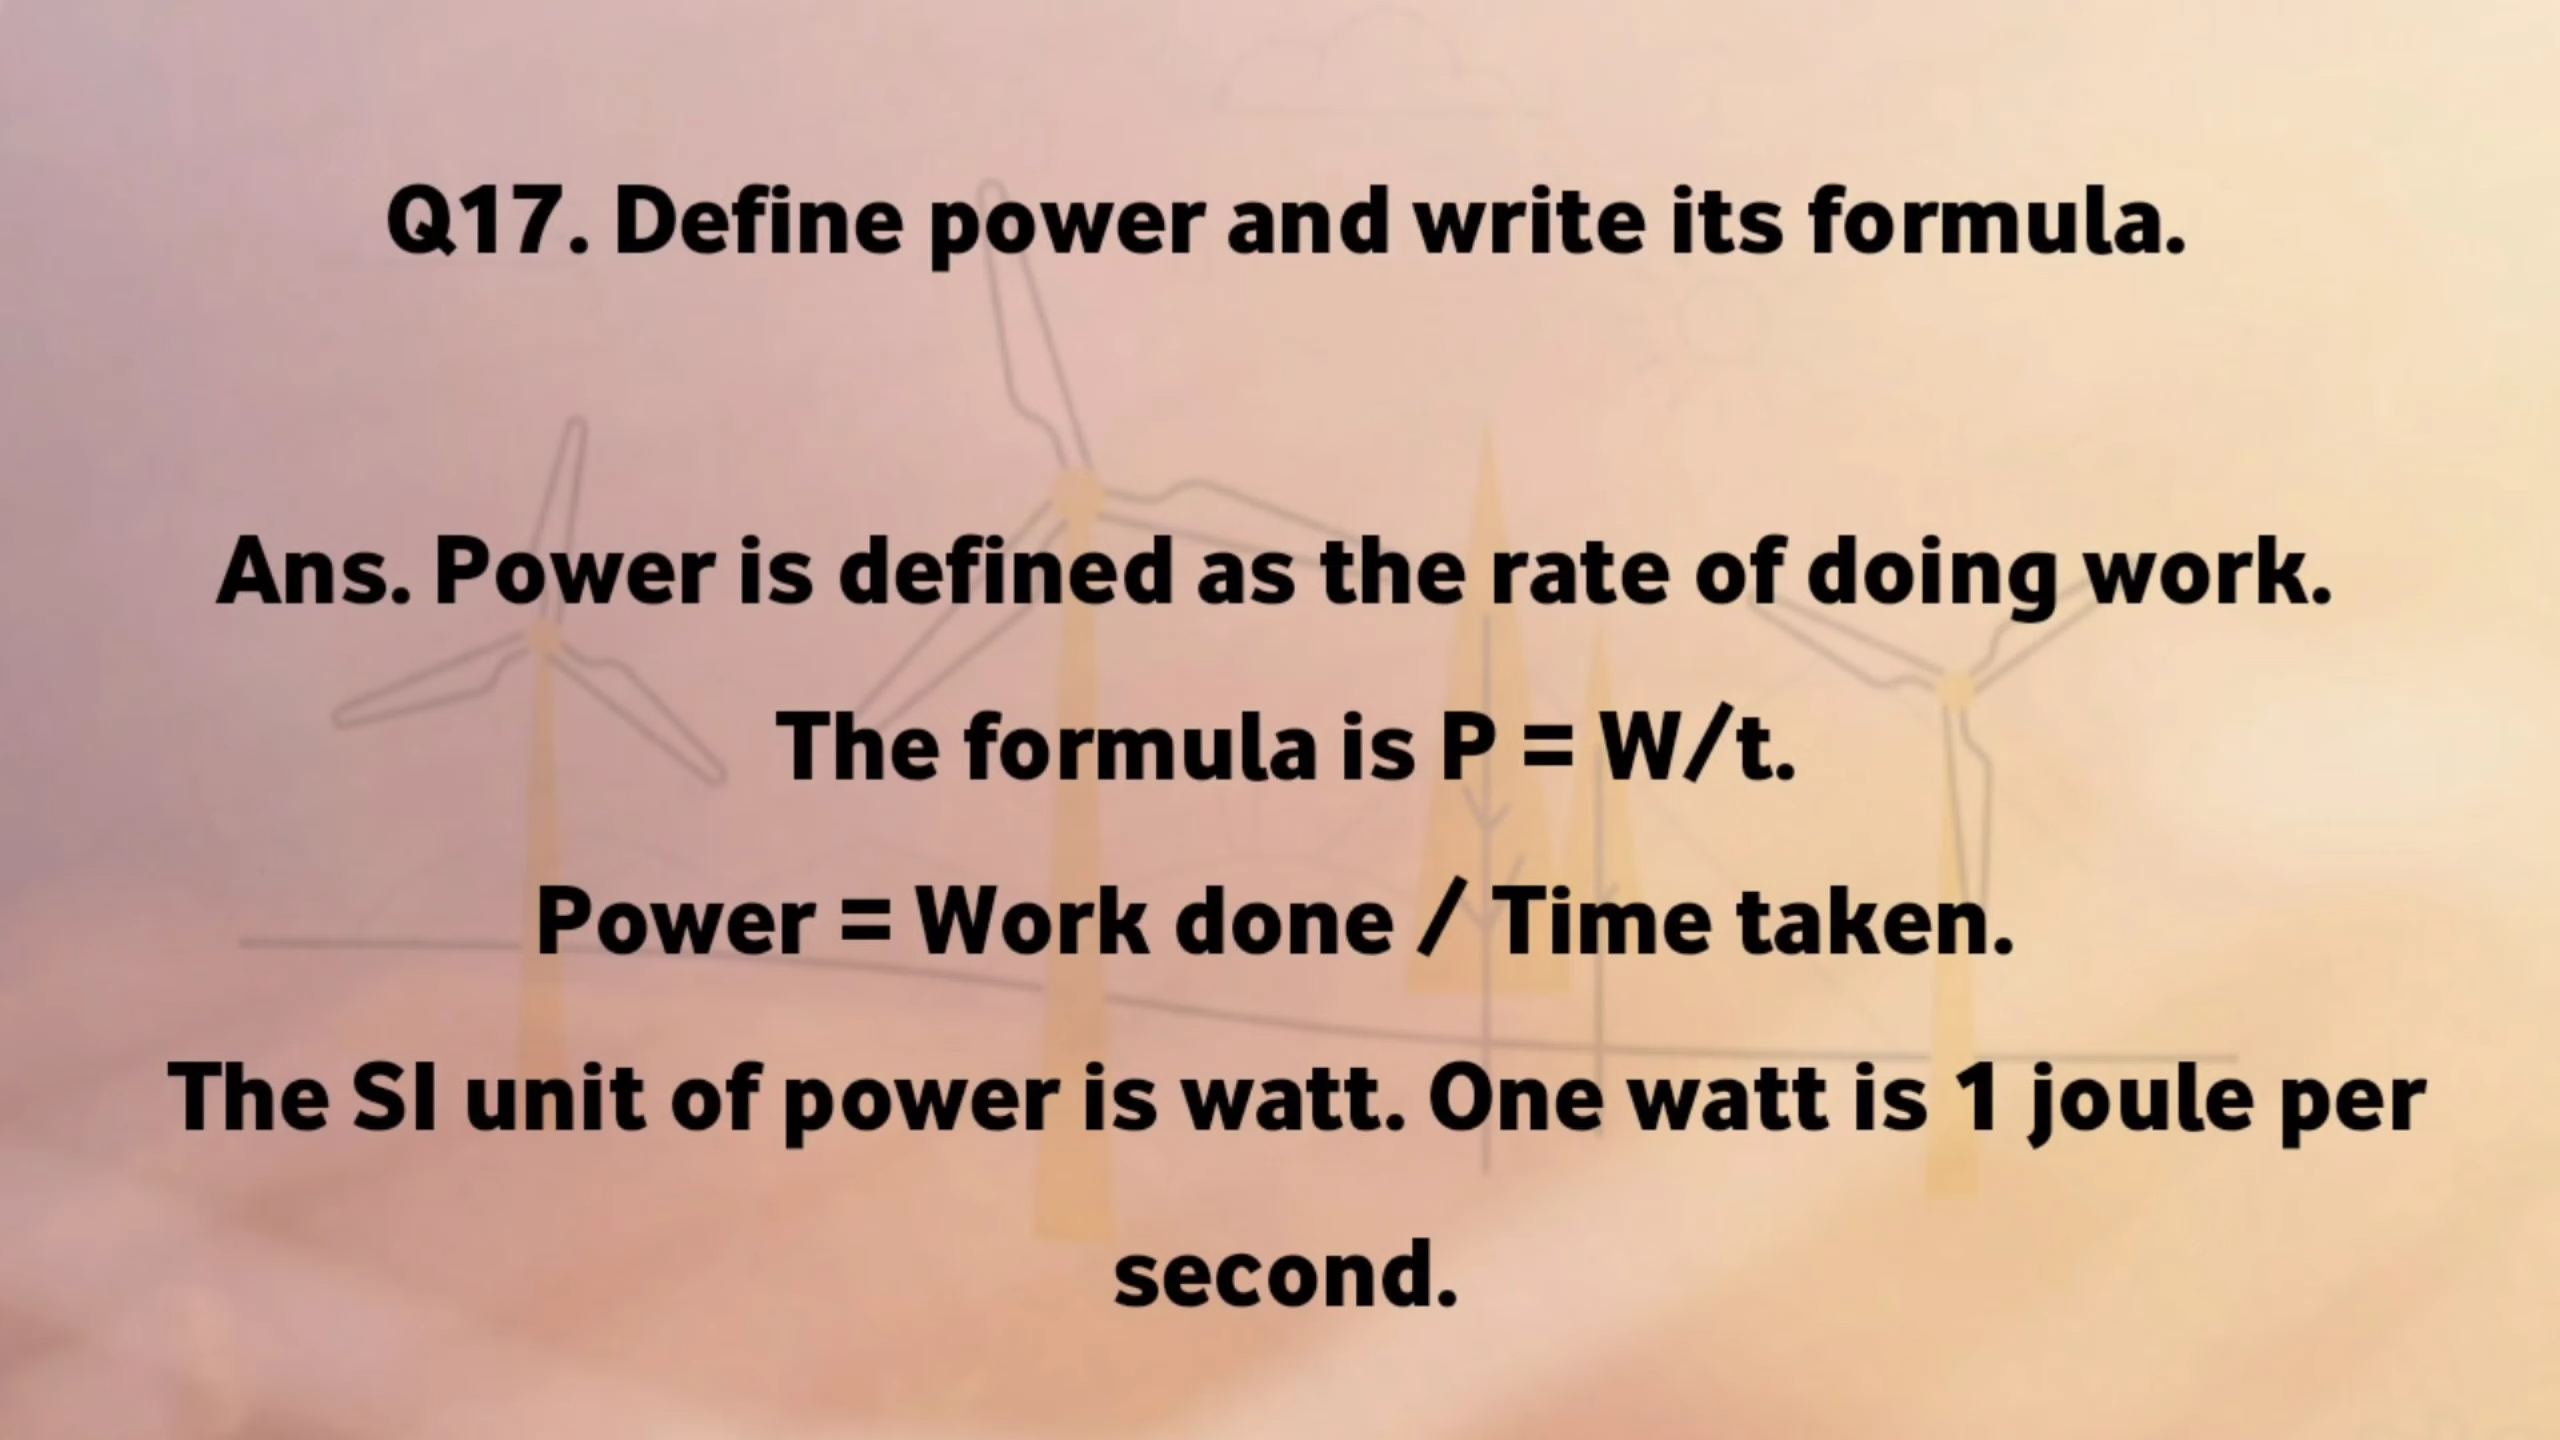 Q17. Define power and write its formula.
Ans. Power is defined as the rate of doing work.
The formula is P = W/t.
Power = Work done / Time taken.
The SI unit of power is watt. One watt is 1 joule per
second.